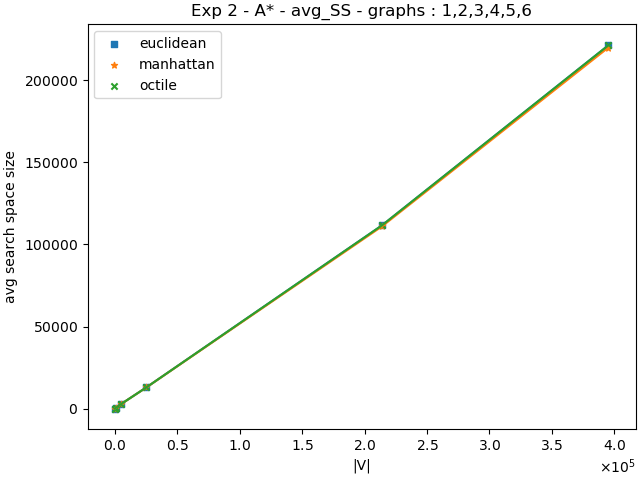 Exp 2 - A* - avg_SS - graphs : 1,2,3,4,5,6
euclidean
manhattan
octile
avg search space size
200000
150000
100000
50000
0
0.0 0.5 1.0 1.5 2.0 2.5 3.0 3.5 4.0
|V|
×10⁵